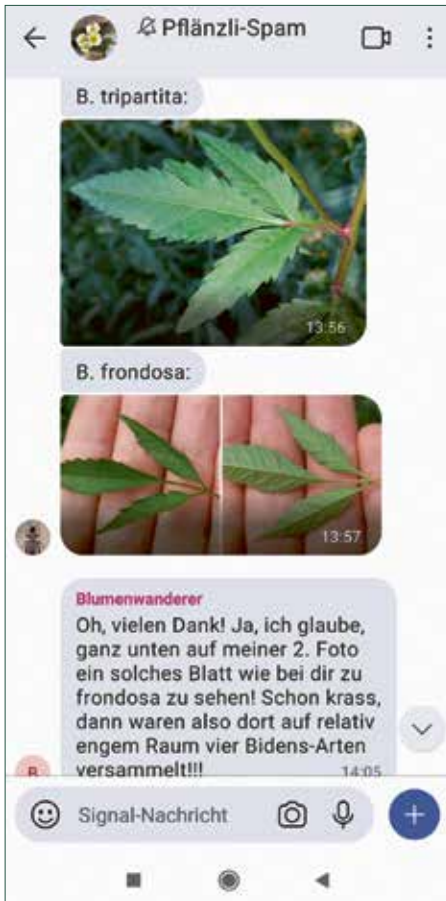 Pflänzli-Spam
B. tripartita:
13:56
B. frondosa:
13:57
Blumenwanderer
Oh, vielen Dank! Ja, ich glaube,
ganz unten auf meiner 2. Foto
ein solches Blatt wie bei dir zu
frondosa zu sehen! Schon krass,
dann waren also dort auf relativ
engem Raum vier Bidens-Arten
B versammelt!!! 14:05
Signal-Nachricht